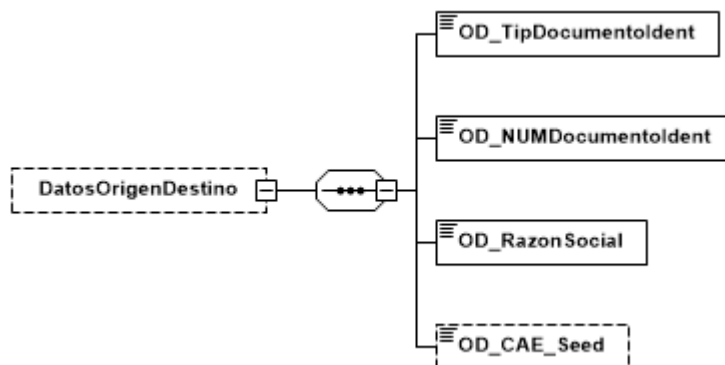 OD_TipDocumentoIdent
OD_NUMDocumentoIdent
DatosOrigenDestino
OD_RazonSocial
OD_CAE_Seed